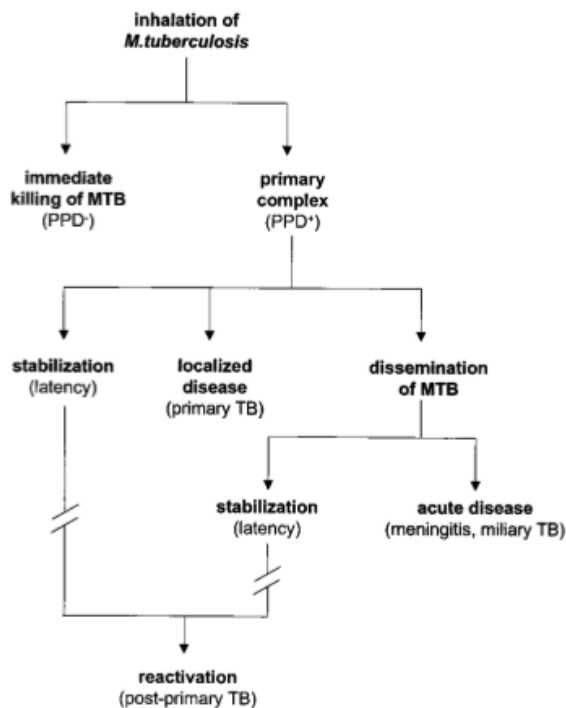 inhalation of
M.tuberculosis
immediate
killing of MTB
(PPD-)
primary
complex
(PPD+)
stabilization
(latency)
localized
disease
(primary TB)
dissemination
of MTB
stabilization
(latency)
acute disease
(meningitis, miliary TB)
reactivation
(post-primary TB)